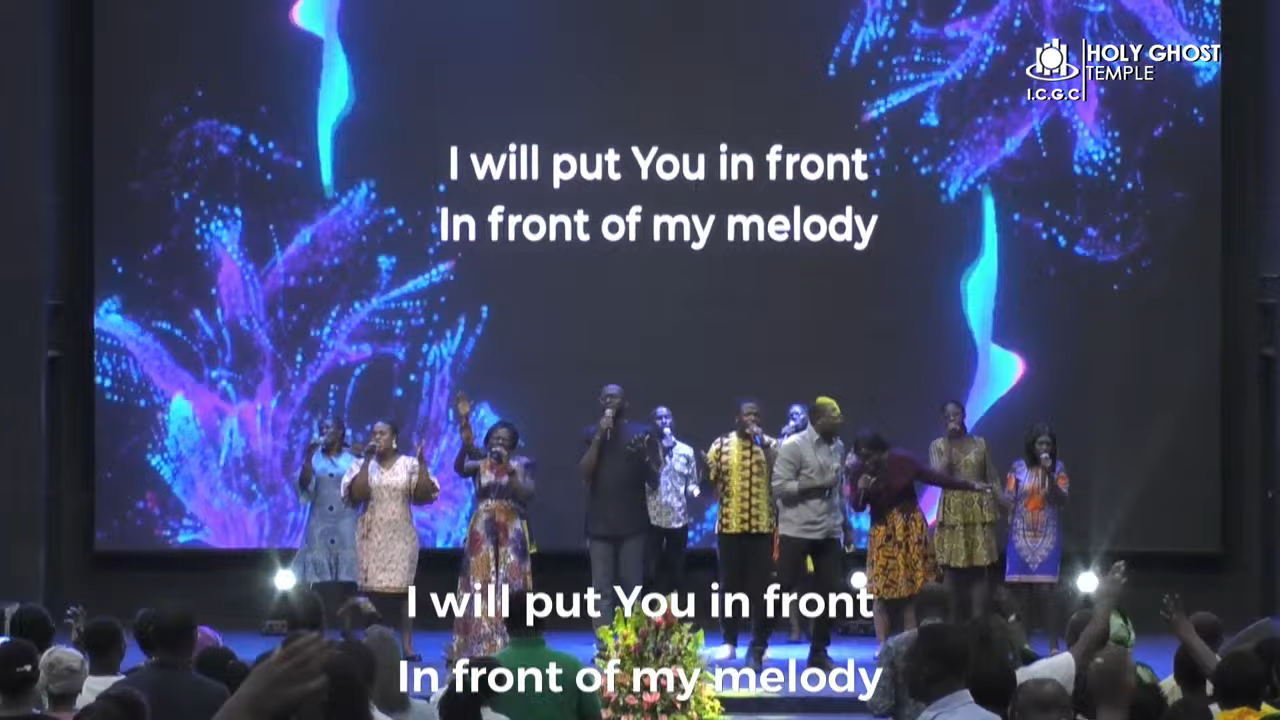 HOLY GHOST
TEMPLE
I.C.G.C
I will put You in front
In front of my melody
I will put You in front
In front of my melody